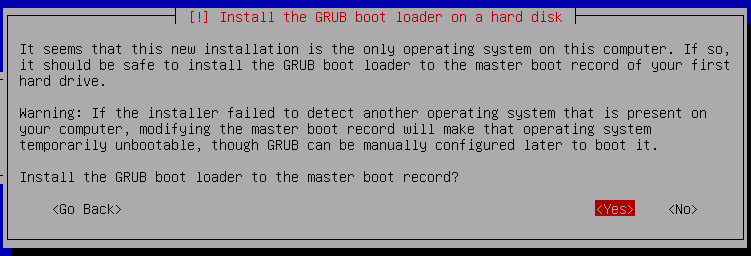 [!] Install the GRUB boot loader on a hard disk
It seems that this new installation is the only operating system on this computer. If so,
it should be safe to install the GRUB boot loader to the master boot record of your first
hard drive.
Warning: If the installer failed to detect another operating system that is present on
your computer, modifying the master boot record will make that operating system
temporarily unbootable, though GRUB can be manually configured later to boot it.
Install the GRUB boot loader to the master boot record?
<Go Back> <Yes> <No>